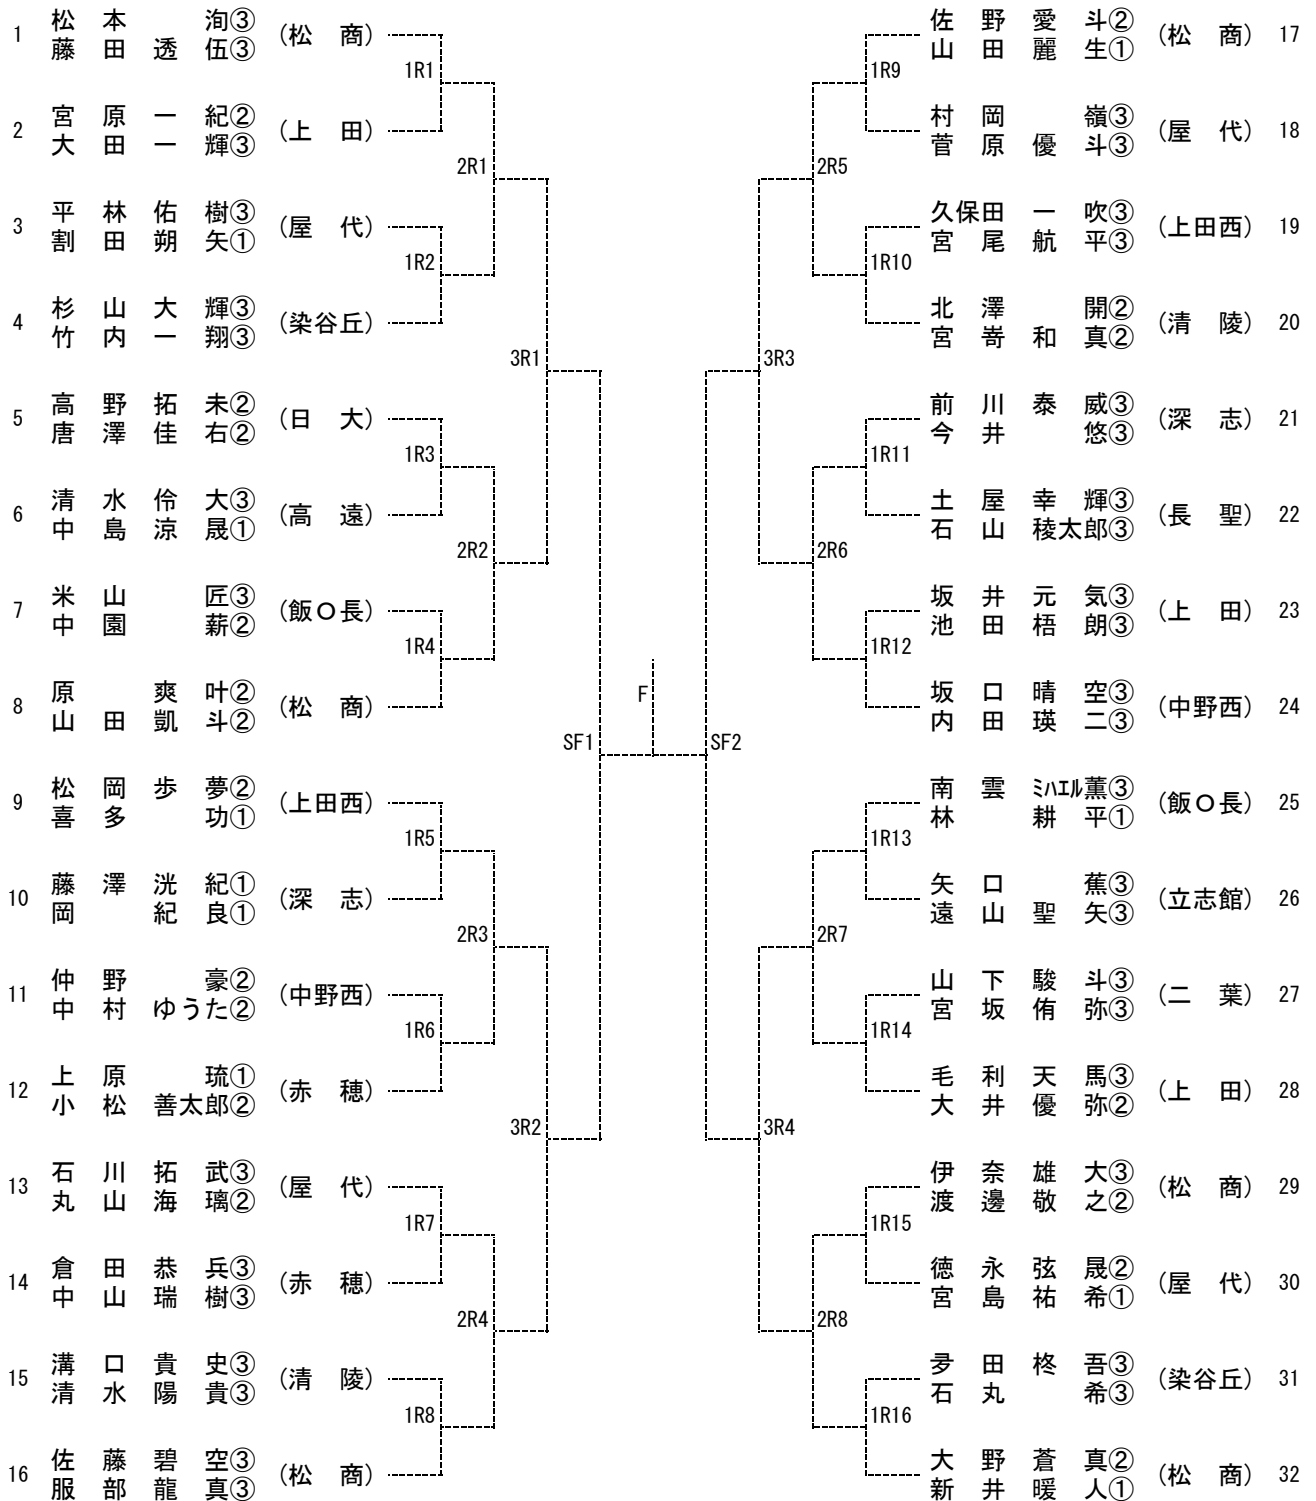 1 松本 洵③ (松 商)
藤田透伍③
1R1
2 宮原一紀② (上 田)
大田一輝③
2R1
3 平林佑樹③ (屋 代)
割田朔矢①
1R2
4 杉山大輝③ (染谷丘)
竹内一翔③
3R1
5 高野拓未② (日 大)
唐澤佳右②
1R3
6 清水伶大③ (高 遠)
中島涼晟①
2R2
7 米山 匠③ (飯O長)
中園 薪②
1R4
8 原 爽叶② (松 商)
山田凱斗②
SF1
9 松岡歩夢② (上田西)
喜多 功①
1R5
10 藤澤洸紀① (深 志)
岡 紀良①
2R3
11 仲野 豪② (中野西)
中村ゆうた②
1R6
12 上原 琉① (赤 穂)
小松善太郎②
3R2
13 石川拓武③ (屋 代)
丸山海璃②
1R7
14 倉田恭兵③ (赤 穂)
中山瑞樹③
2R4
15 溝口貴史③ (清 陵)
清水陽貴③
1R8
16 佐藤碧空③ (松 商)
服部龍真③
F
佐野愛斗② (松 商) 17
山田麗生①
1R9
村岡 嶺③ (屋 代) 18
菅原優斗③
2R5
久保田一吹③ (上田西) 19
宮尾航平③
1R10
北澤 開② (清 陵) 20
宮嵜和真②
3R3
前川泰威③ (深 志) 21
今井 悠③
1R11
土屋幸輝③ (長 聖) 22
石山稜太郎③
2R6
坂井元気③ (上 田) 23
池田梧朗③
1R12
坂口晴空③ (中野西) 24
内田瑛二③
SF2
南雲ﾐﾊｴﾙ薫③ (飯O長) 25
林 耕平①
1R13
矢口 蕉③ (立志館) 26
遠山聖矢③
2R7
山下駿斗③ (二 葉) 27
宮坂侑弥③
1R14
毛利天馬③ (上 田) 28
大井優弥②
3R4
伊奈雄大③ (松 商) 29
渡邊敬之②
1R15
徳永弦晟② (屋 代) 30
宮島祐希①
2R8
田柊吾③ (染谷丘) 31
石丸 希③
1R16
大野蒼真② (松 商) 32
新井暖人①